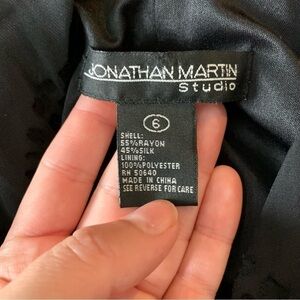 JONATHAN MARTIN
Studio
6
SHELL:
55%RAYON
45%SILK
LINING:
100%POLYESTER
RN 50640
MADE IN CHINA
SEE REVERSE FOR CARE